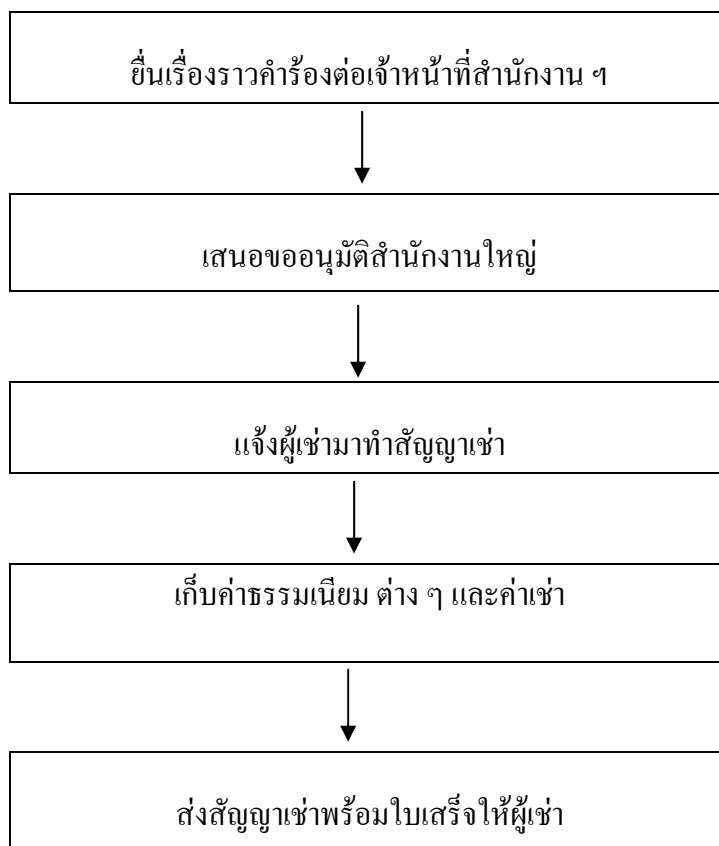 ยื่นเรื่องราวคำร้องต่อเจ้าหน้าที่สำนักงาน ฯ
เสนอขออนุมัติสำนักงานใหญ่
แจ้งผู้เช่ามาทำสัญญาเช่า
เก็บค่าธรรมเนียม ต่าง ๆ และค่าเช่า
ส่งสัญญาเช่าพร้อมใบเสร็จให้ผู้เช่า